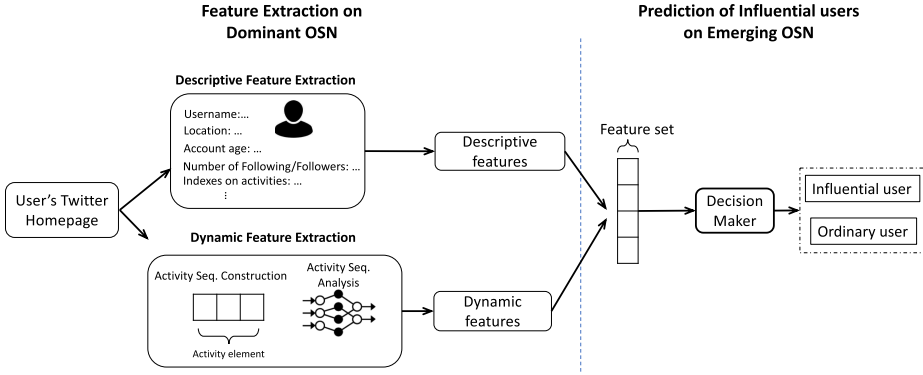 Feature Extraction on
Dominant OSN
Prediction of Influential users
on Emerging OSN
Descriptive Feature Extraction
Username:...
Location: ...
Account age: ...
Number of Following/Followers: ...
Indexes on activities: ...
⋮
User's Twitter
Homepage
Descriptive
features
Feature set
Decision
Maker
Influential user
Ordinary user
Dynamic Feature Extraction
Activity Seq. Construction
Activity Seq.
Analysis
Activity element
Dynamic
features